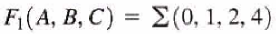 F₁(A, B, C) = Σ(0, 1, 2, 4)